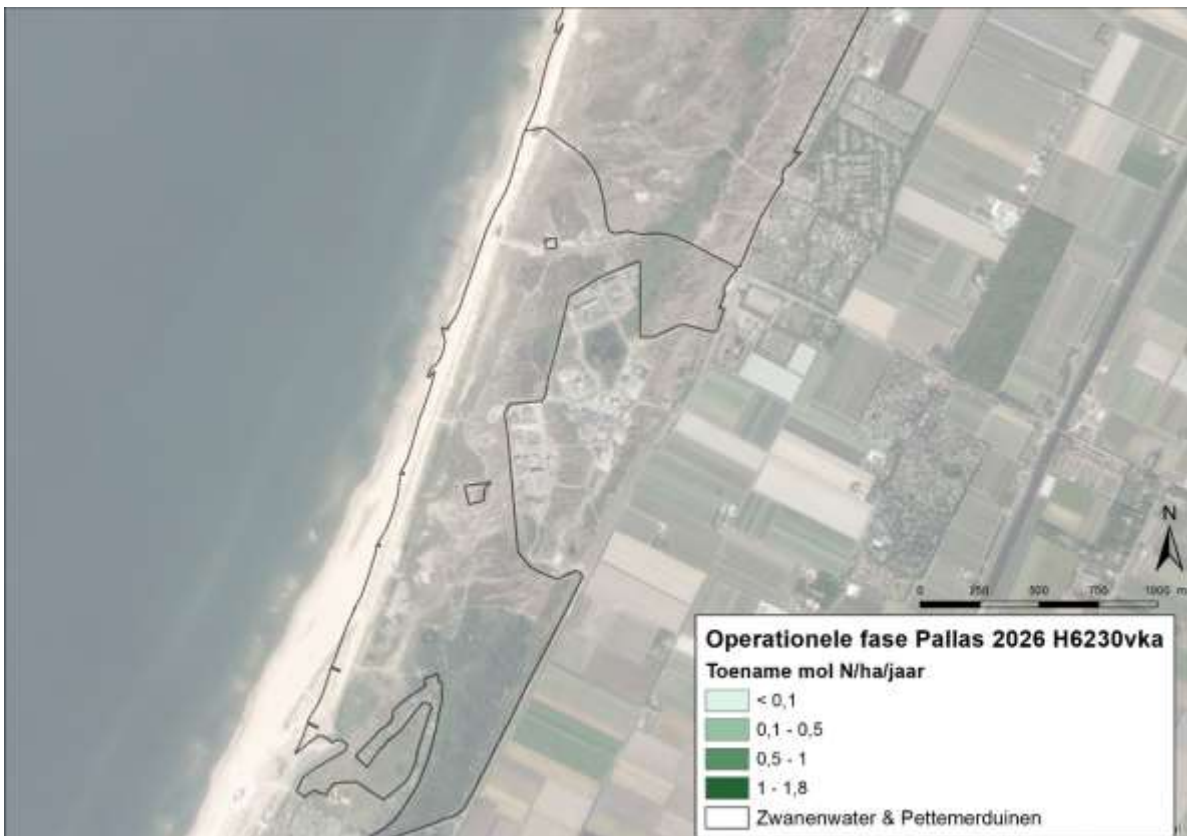 N
0 250 500 750 1000 m
Operationele fase Pallas 2026 H6230vka
Toename mol N/ha/jaar
< 0,1
0,1 - 0,5
0,5 - 1
1 - 1,8
Zwanenwater & Pettemerduinen